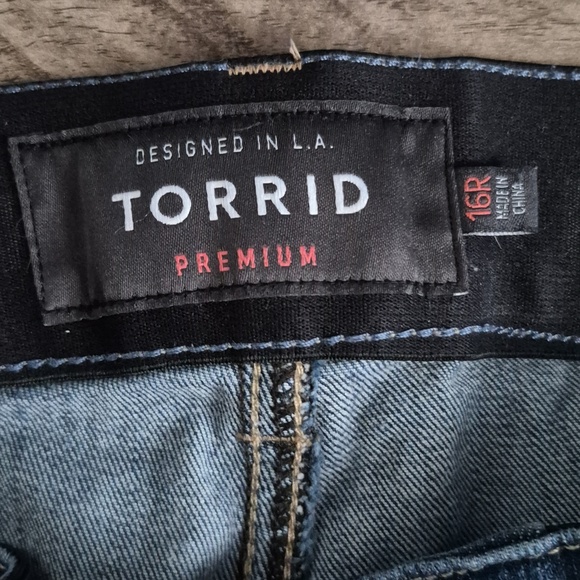 DESIGNED IN L.A.
TORRID
PREMIUM
16R
MADE IN
CHINA